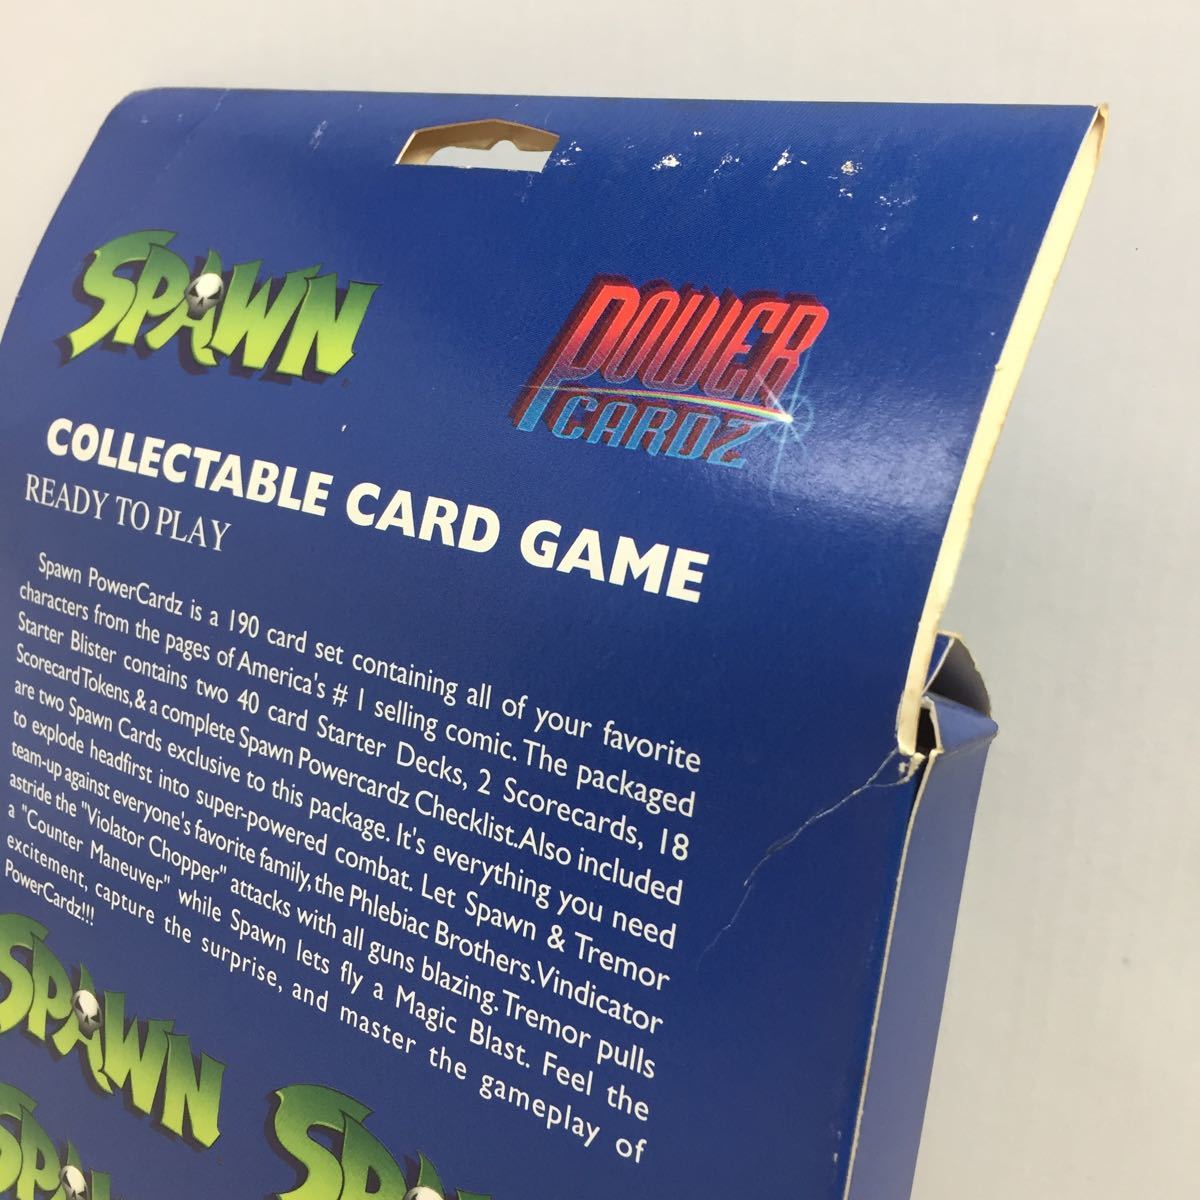 SPAWN
POWER
CARDZ
COLLECTABLE CARD GAME
READY TO PLAY
Spawn PowerCardz is a 190 card set containing all of your favorite
characters from the pages of America's # 1 selling comic. The packaged
Starter Blister contains two 40 card Starter Decks, 2 Scorecards, 18
Scorecard Tokens, & a complete Spawn Powercardz Checklist. Also included
are two Spawn Cards exclusive to this package. It's everything you need
to explode headfirst into super-powered combat. Let Spawn & Tremor
team-up against everyone's favorite family, the Phlebiac Brothers. Vindicator
astride the "Violator Chopper" attacks with all guns blazing. Tremor pulls
a "Counter Maneuver" while Spawn lets fly a Magic Blast. Feel the
excitement, capture the surprise, and master the gameplay of
PowerCardz!!!
SPAWN
SPAWN
SPAWN